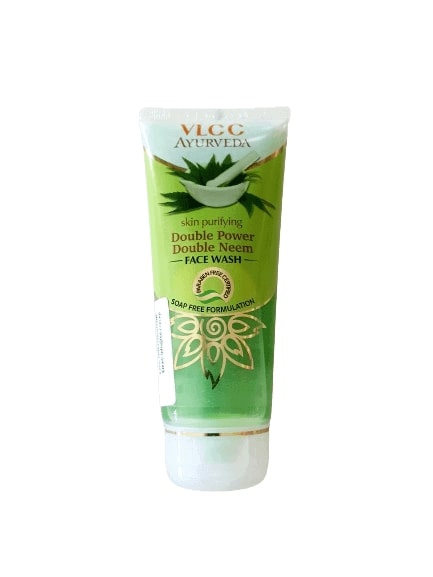 VLCC
AYURVEDA
skin purifying
Double Power
Double Neem
FACE WASH
PARABEN FREE CERTIFIED
SOAP FREE FORMULATION